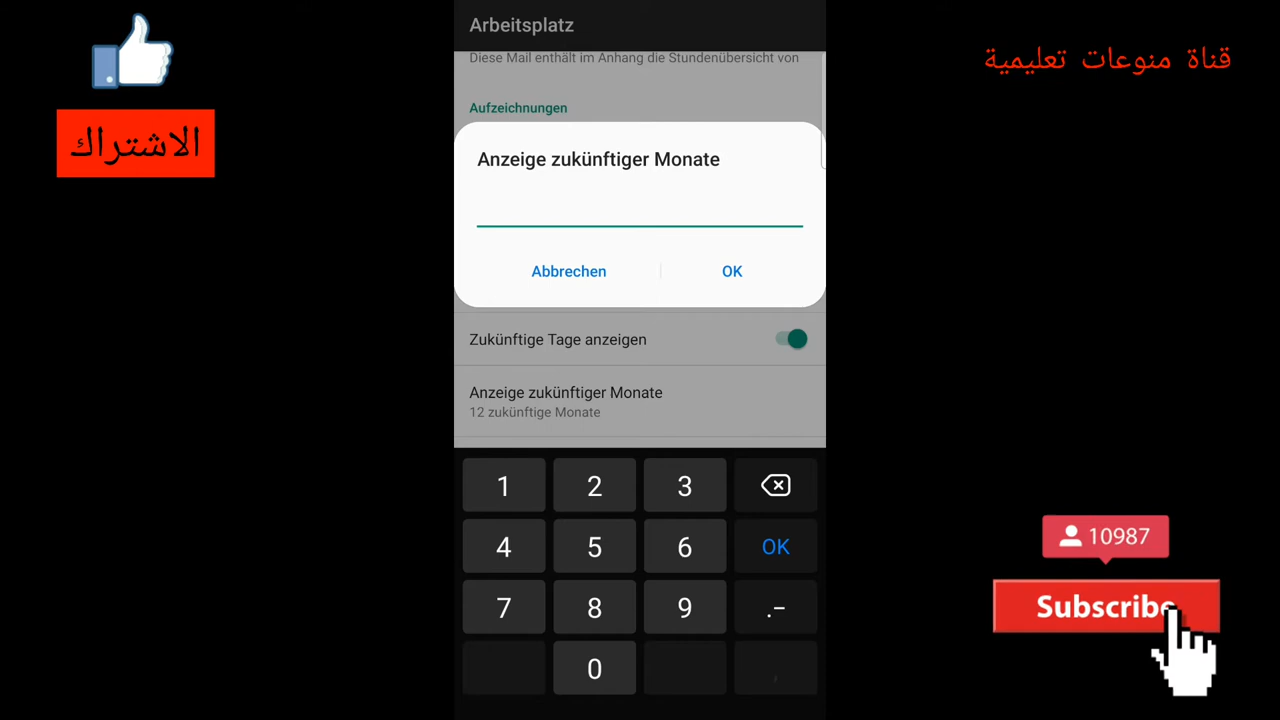 Arbeitsplatz
Diese Mail enthält im Anhang die Stundenübersicht von
قناة منوعات تعليمية
Aufzeichnungen
الاشتراك
Anzeige zukünftiger Monate
Abbrechen
OK
Zukünftige Tage anzeigen
Anzeige zukünftiger Monate
12 zukünftige Monate
1 2 3
4 5 6 OK
7 8 9 .-
0 ,
10987
Subscribe